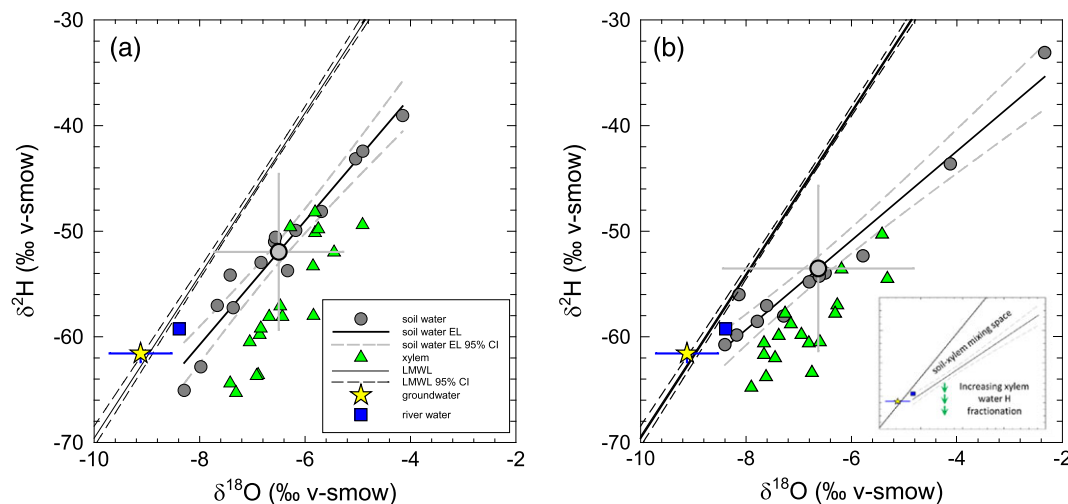 (a)
-30
-40
-50
-60
-70
δ²H (‰ v-smow)
-10
-8
-6
-4
-2
δ¹⁸O (‰ v-smow)
soil water
soil water EL
soil water EL 95% CI
xylem
LMWL
LMWL 95% CI
groundwater
river water
(b)
-30
-40
-50
-60
-70
δ²H (‰ v-smow)
-10
-8
-6
-4
-2
δ¹⁸O (‰ v-smow)
soil-xylem mixing space
Increasing xylem
water H
fractionation